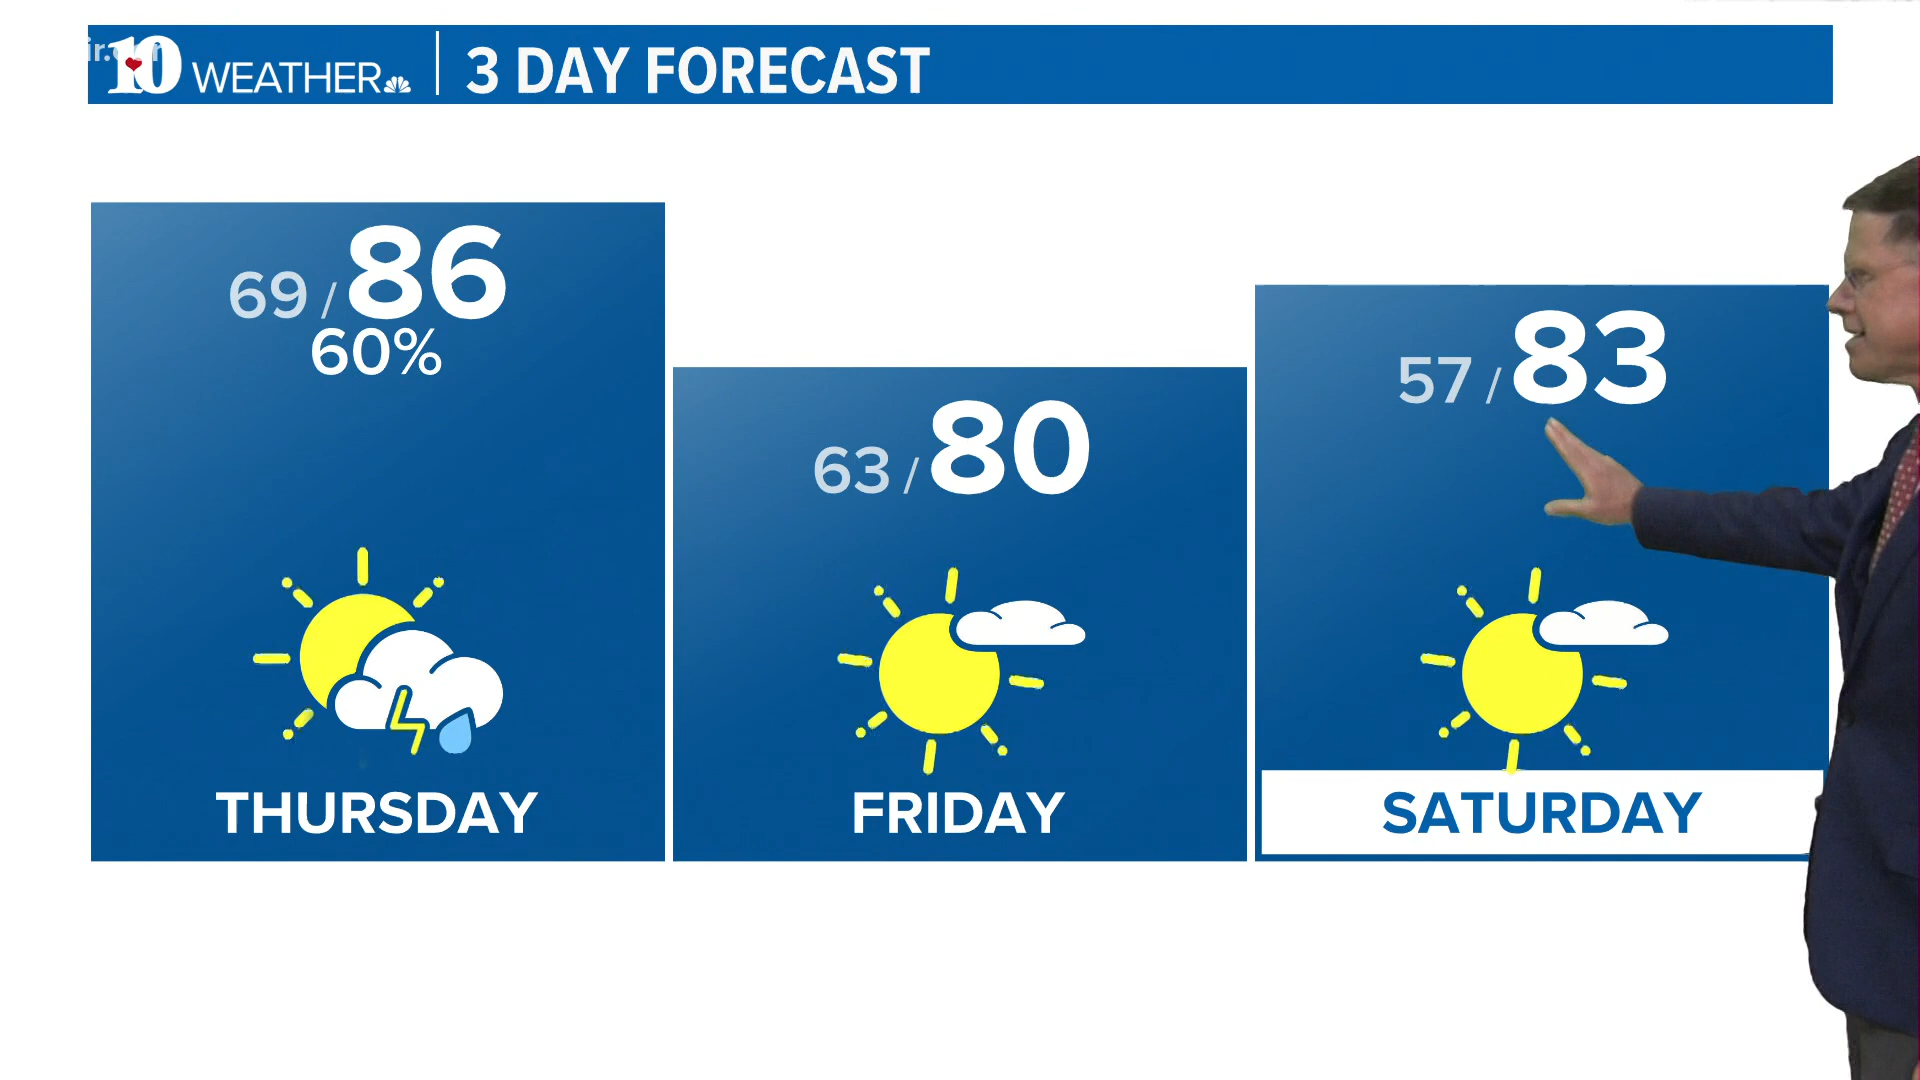 10 WEATHER
3 DAY FORECAST
69 / 86
60%
THURSDAY
63 / 80
FRIDAY
57 / 83
SATURDAY